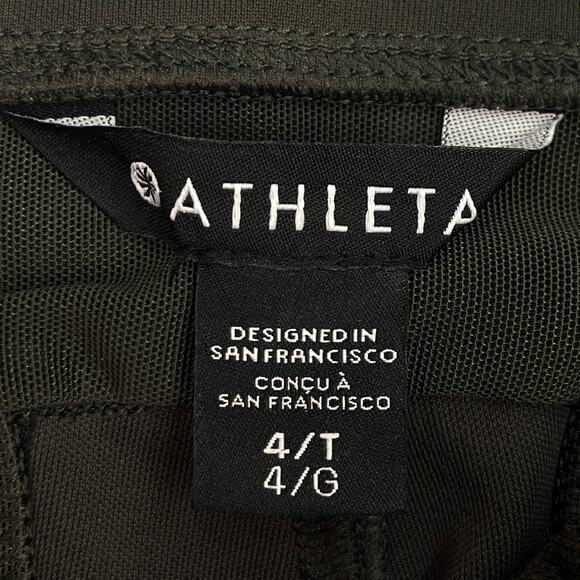 ATHLETA
DESIGNED IN
SAN FRANCISCO
CONÇU À
SAN FRANCISCO
4/T
4/G